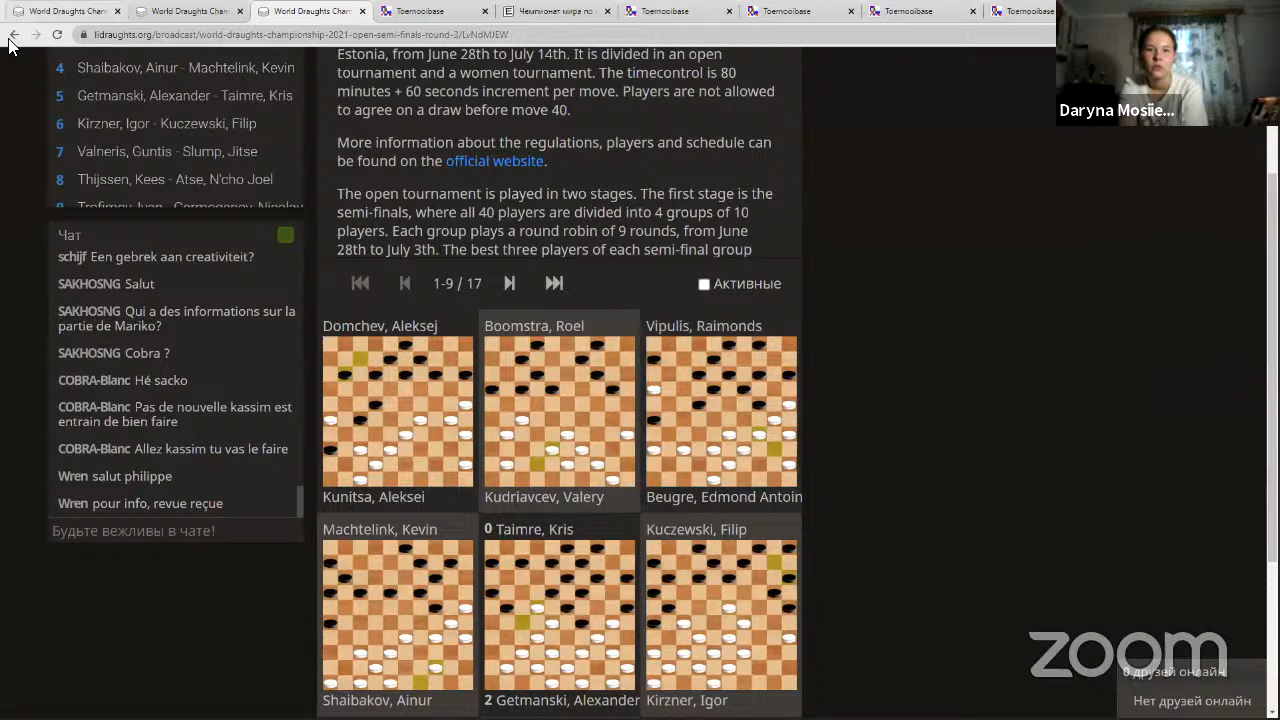 World Draughts Cham
World Draughts Cham
World Draughts Cham
Toernooibase
Чемпионат мира по
Toernooibase
Toernooibase
Toernooibase
Toernooibase
lidraughts.org/broadcast/world-draughts-championship-2021-open-semi-finals-round-3/
4 Shaibakov, Ainur - Machtelink, Kevin
5 Getmanski, Alexander - Taimre, Kris
6 Kirzner, Igor - Kuczewski, Filip
7 Valneris, Guntis - Slump, Jitse
8 Thijssen, Kees - Atse, N'cho Joel
9 Trofimov, Ivan - Germogenov, Nikolay
Чат
schijf Een gebrek aan creativiteit?
SAKHOSNG Salut
SAKHOSNG Qui a des informations sur la
partie de Mariko?
SAKHOSNG Cobra ?
COBRA-Blanc Hé sacko
COBRA-Blanc Pas de nouvelle kassim est
entrain de bien faire
COBRA-Blanc Allez kassim tu vas le faire
Wren salut philippe
Wren pour info, revue reçue
Будьте вежливы в чате!
Estonia, from June 28th to July 14th. It is divided in an open
tournament and a women tournament. The timecontrol is 80
minutes + 60 seconds increment per move. Players are not allowed
to agree on a draw before move 40.
More information about the regulations, players and schedule can
be found on the official website.
The open tournament is played in two stages. The first stage is the
semi-finals, where all 40 players are divided into 4 groups of 10
players. Each group plays a round robin of 9 rounds, from June
28th to July 3th. The best three players of each semi-final group
1-9 / 17
Активные
Domchev, Aleksej
Boomstra, Roel
Vipulis, Raimonds
Kunitsa, Aleksei
Kudriavcev, Valery
Beugre, Edmond Antoin
Machtelink, Kevin
0 Taimre, Kris
Kuczewski, Filip
Shaibakov, Ainur
2 Getmanski, Alexander
Kirzner, Igor
Daryna Mosiie...
zoom
0 друзей онлайн
Нет друзей онлайн